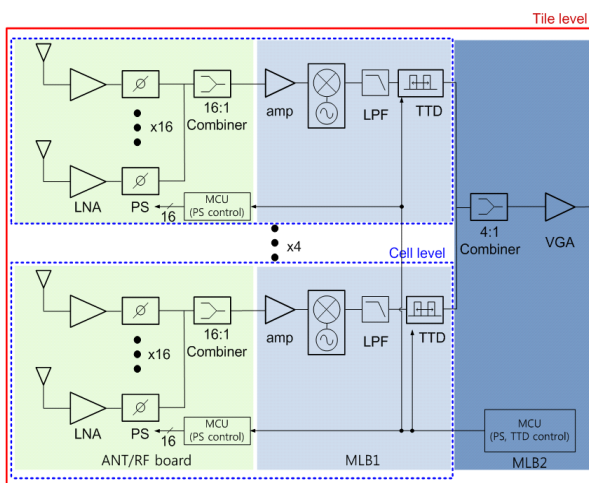 Tile level
x16
16:1
Combiner
amp
LPF
TTD
LNA
PS
16
MCU
(PS control)
4:1
Combiner
VGA
x4
Cell level
x16
16:1
Combiner
amp
LPF
TTD
LNA
PS
16
MCU
(PS control)
MCU
(PS, TTD control)
ANT/RF board
MLB1
MLB2